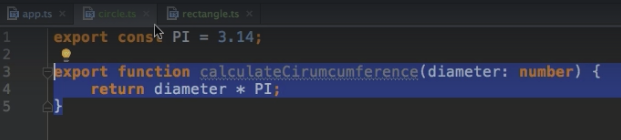 app.ts × circle.ts × rectangle.ts ×
1 export const PI = 3.14;
2
3 export function calculateCirumcumference(diameter: number) {
4 return diameter * PI;
5 }